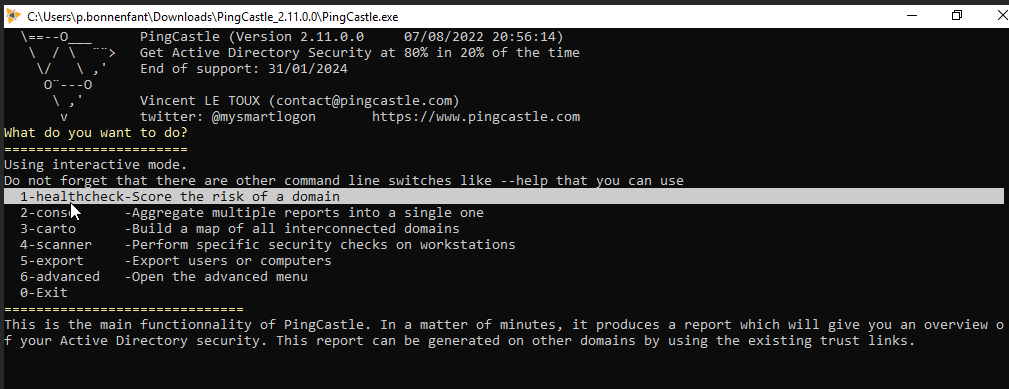 C:\Users\p.bonnenfant\Downloads\PingCastle_2.11.0.0\PingCastle.exe
\==--O___ PingCastle (Version 2.11.0.0 07/08/2022 20:56:14)
\ / \ ¨¨> Get Active Directory Security at 80% in 20% of the time
\/ \ ,' End of support: 31/01/2024
O¨---O
\ ,' Vincent LE TOUX (contact@pingcastle.com)
v twitter: @mysmartlogon https://www.pingcastle.com
What do you want to do?
=======================
Using interactive mode.
Do not forget that there are other command line switches like --help that you can use
1-healthcheck-Score the risk of a domain
2-conso -Aggregate multiple reports into a single one
3-carto -Build a map of all interconnected domains
4-scanner -Perform specific security checks on workstations
5-export -Export users or computers
6-advanced -Open the advanced menu
0-Exit
==============================
This is the main functionnality of PingCastle. In a matter of minutes, it produces a report which will give you an overview o
f your Active Directory security. This report can be generated on other domains by using the existing trust links.